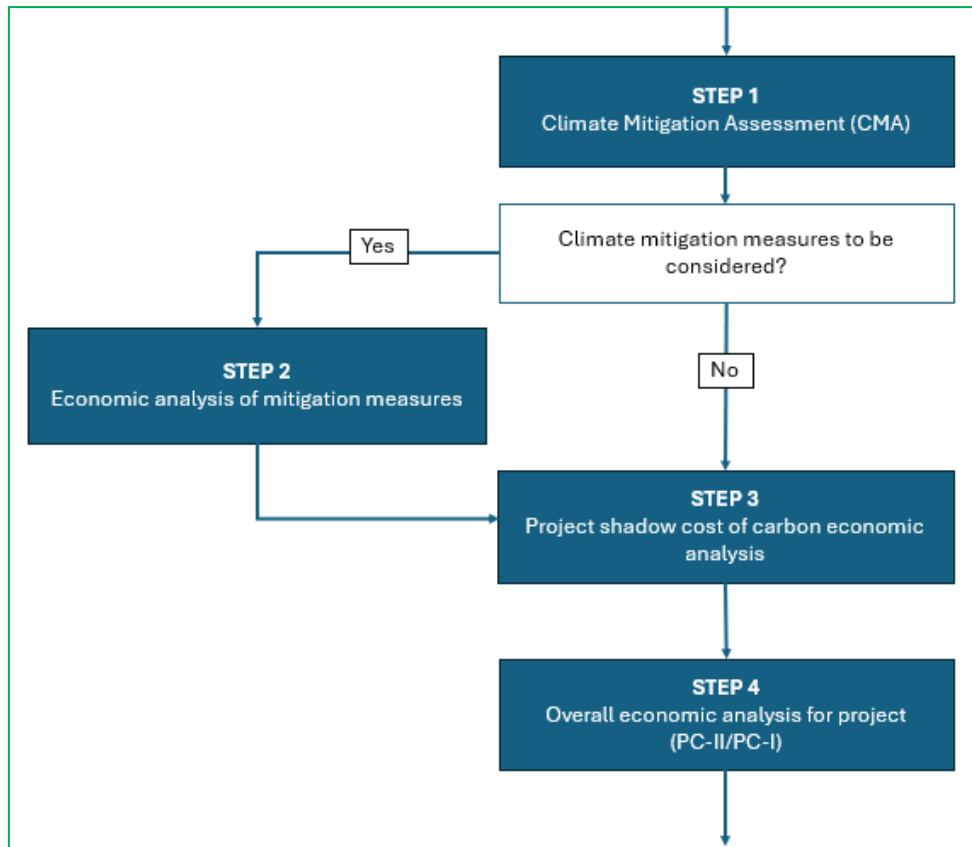 STEP 1
Climate Mitigation Assessment (CMA)
Climate mitigation measures to be
considered?
Yes
No
STEP 2
Economic analysis of mitigation measures
STEP 3
Project shadow cost of carbon economic
analysis
STEP 4
Overall economic analysis for project
(PC-II/PC-I)